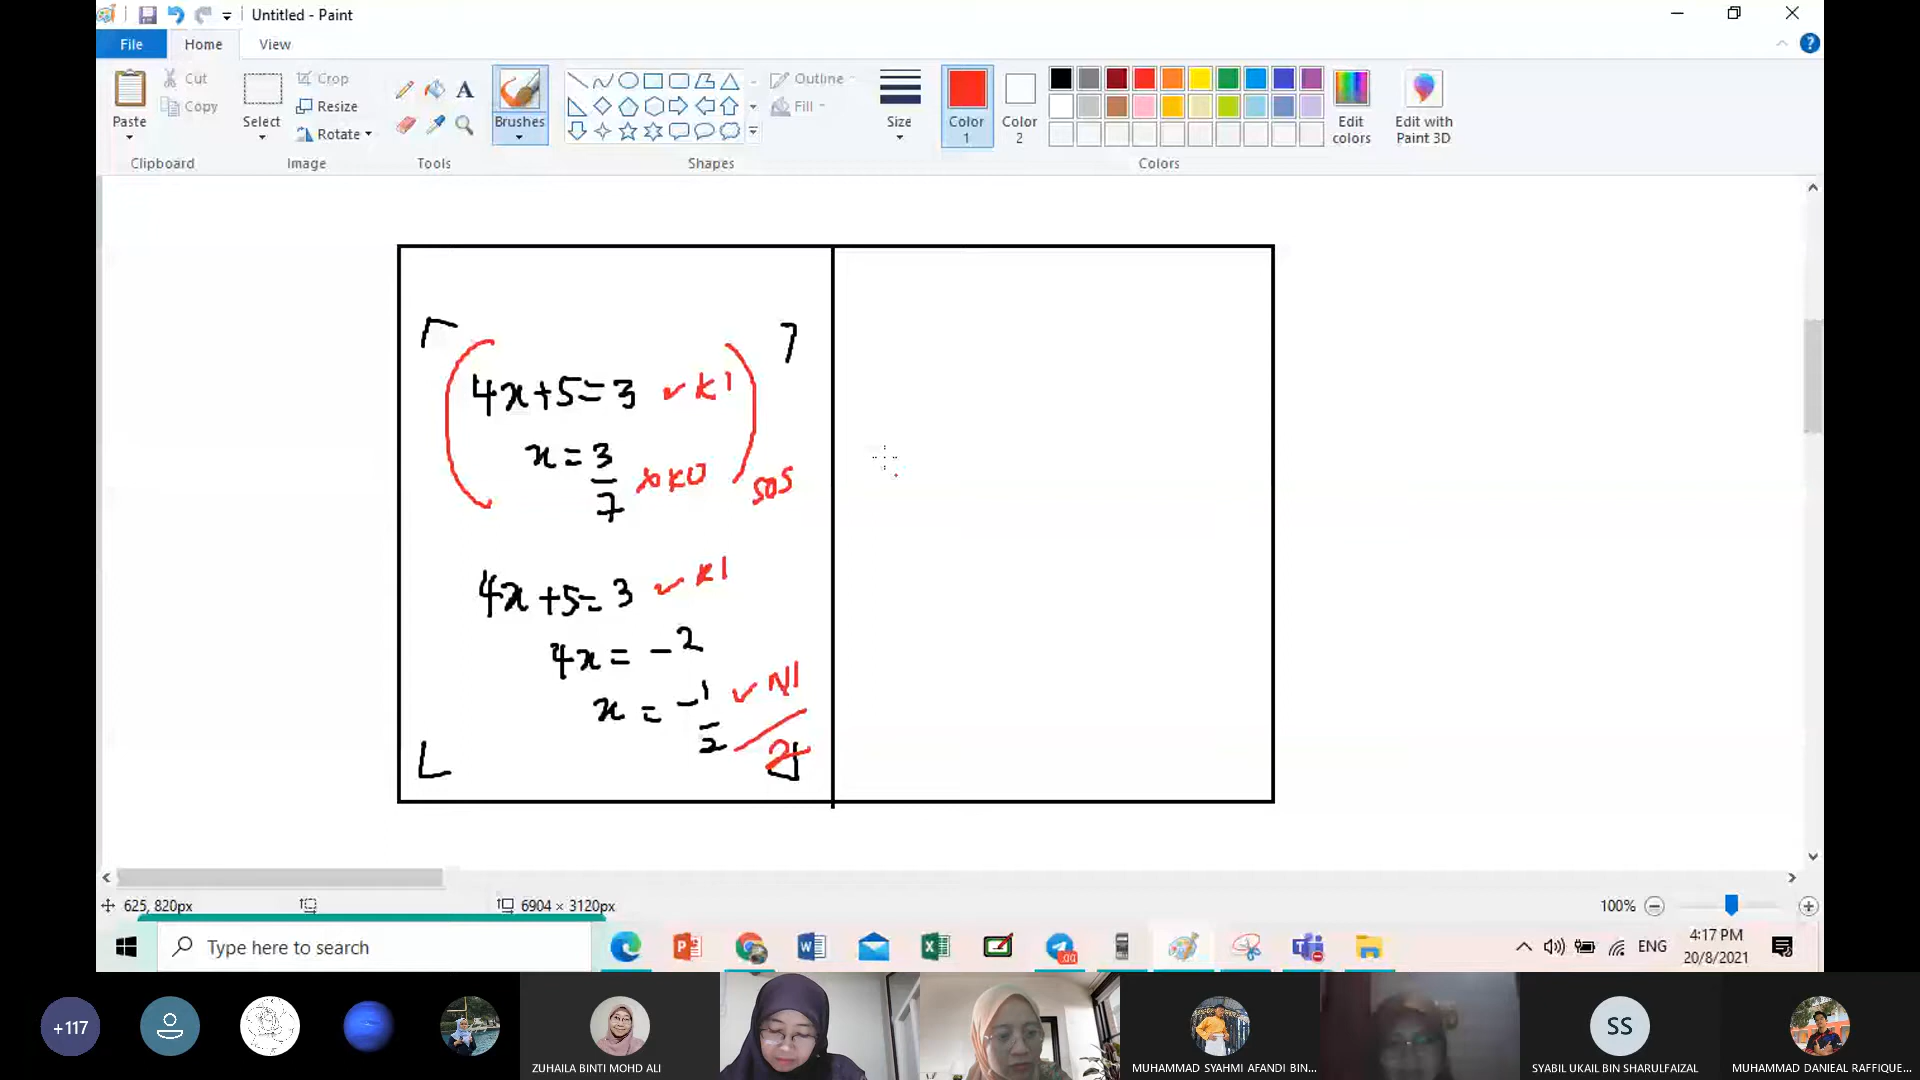 Untitled - Paint
File Home View
Paste
Cut
Copy
Clipboard
Select
Crop
Resize
Rotate
Image
Tools
Brushes
Shapes
Outline
Fill
Size
Color 1
Color 2
Edit colors
Edit with Paint 3D
Colors
4x+5=3 ✓ K1
x = 3/7 × K0
SOS
4x+5=3 ✓ K1
4x = -2
x = -1/2 ✓ N1
2
625, 820px
6904 × 3120px
100%
Type here to search
ENG
4:17 PM
20/8/2021
+117
ZUHAILA BINTI MOHD ALI
MUHAMMAD SYAHMI AFANDI BIN...
SS
SYABIL UKAIL BIN SHARULFAIZAL
MUHAMMAD DANIEAL RAFFIQUE...